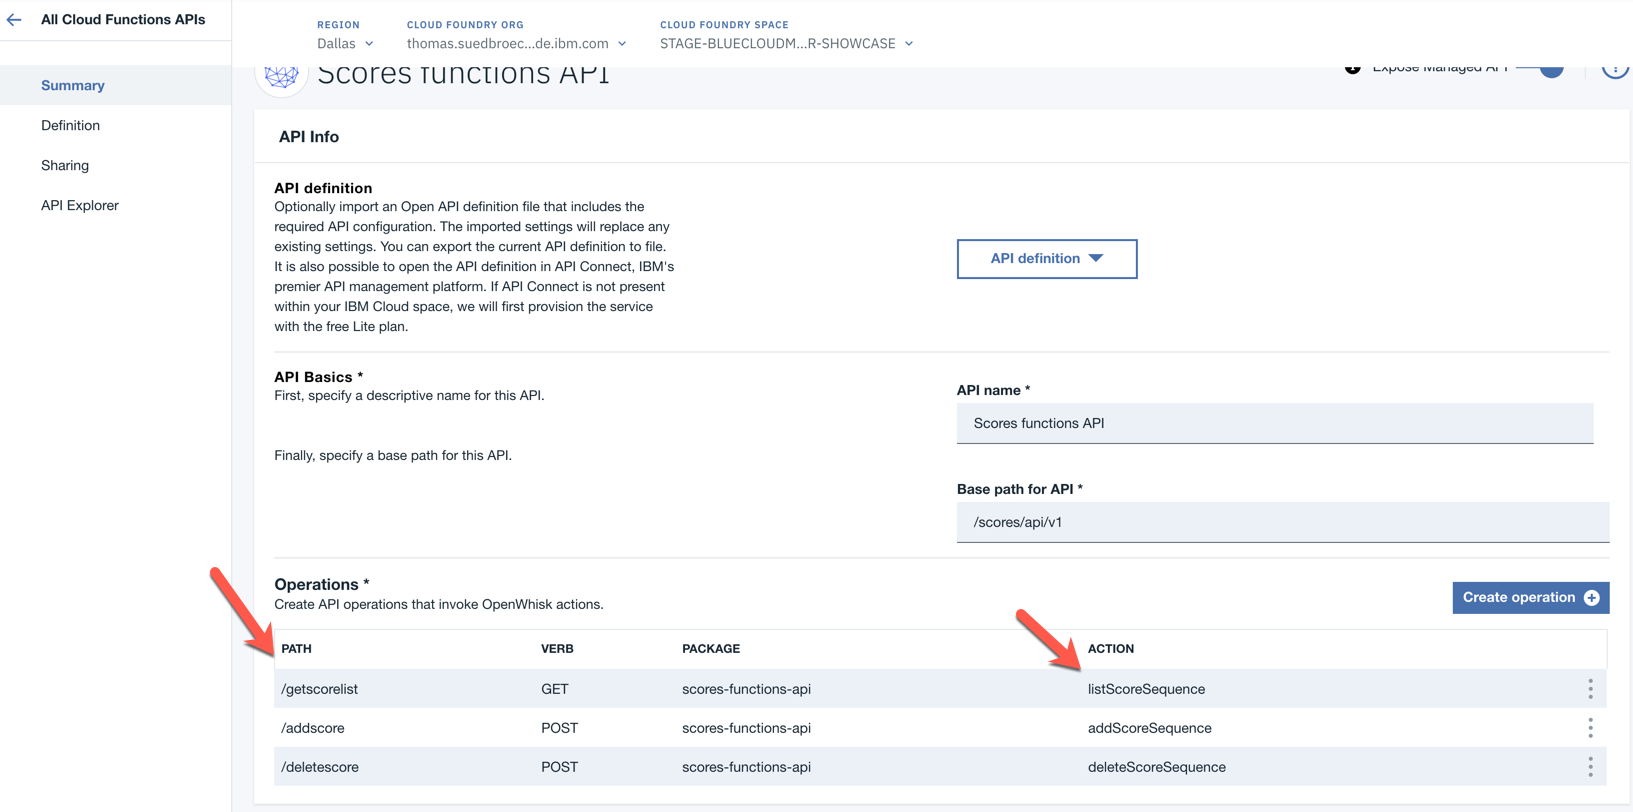 All Cloud Functions APIs
REGION
CLOUD FOUNDRY ORG
CLOUD FOUNDRY SPACE
Dallas
thomas.suedbroec...de.ibm.com
STAGE-BLUECLOUDM...R-SHOWCASE
Summary
Definition
Sharing
API Explorer
Scores functions API
Expose Managed API
API Info
API definition
Optionally import an Open API definition file that includes the
required API configuration. The imported settings will replace any
existing settings. You can export the current API definition to file.
It is also possible to open the API definition in API Connect, IBM's
premier API management platform. If API Connect is not present
within your IBM Cloud space, we will first provision the service
with the free Lite plan.
API definition
API Basics *
First, specify a descriptive name for this API.
API name *
Scores functions API
Finally, specify a base path for this API.
Base path for API *
/scores/api/v1
Operations *
Create API operations that invoke OpenWhisk actions.
Create operation
PATH VERB PACKAGE ACTION
/getscorelist GET scores-functions-api listScoreSequence
/addscore POST scores-functions-api addScoreSequence
/deletescore POST scores-functions-api deleteScoreSequence